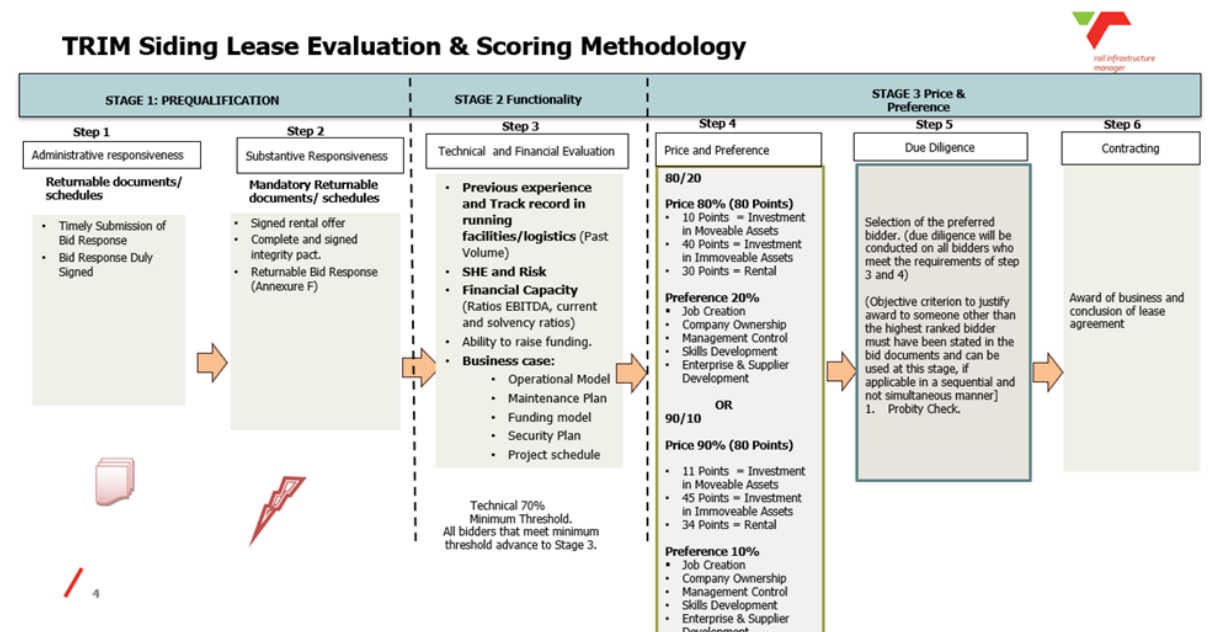 TRIM Siding Lease Evaluation & Scoring Methodology
rail infrastructure
manager
STAGE 1: PREQUALIFICATION
STAGE 2 Functionality
STAGE 3 Price &
Preference
Step 1
Administrative responsiveness
Returnable documents/
schedules
• Timely Submission of
Bid Response
• Bid Response Duly
Signed
Step 2
Substantive Responsiveness
Mandatory Returnable
documents/ schedules
• Signed rental offer
• Complete and signed
integrity pact.
• Returnable Bid Response
(Annexure F)
Step 3
Technical and Financial Evaluation
• Previous experience
and Track record in
running
facilities/logistics (Past
Volume)
• SHE and Risk
• Financial Capacity
(Ratios EBITDA, current
and solvency ratios)
• Ability to raise funding.
• Business case:
• Operational Model
• Maintenance Plan
• Funding model
• Security Plan
• Project schedule
Technical 70%
Minimum Threshold.
All bidders that meet minimum
threshold advance to Stage 3.
Step 4
Price and Preference
80/20
Price 80% (80 Points)
• 10 Points = Investment
in Moveable Assets
• 40 Points = Investment
in Immoveable Assets
• 30 Points = Rental
Preference 20%
▪ Job Creation
• Company Ownership
• Management Control
• Skills Development
• Enterprise & Supplier
Development
OR
90/10
Price 90% (80 Points)
• 11 Points = Investment
in Moveable Assets
• 45 Points = Investment
in Immoveable Assets
• 34 Points = Rental
Preference 10%
▪ Job Creation
• Company Ownership
• Management Control
• Skills Development
• Enterprise & Supplier
Development
Step 5
Due Diligence
Selection of the preferred
bidder. (due diligence will be
conducted on all bidders who
meet the requirements of step
3 and 4)
(Objective criterion to justify
award to someone other than
the highest ranked bidder
must have been stated in the
bid documents and can be
used at this stage, if
applicable in a sequential and
not simultaneous manner]
1. Probity Check.
Step 6
Contracting
Award of business and
conclusion of lease
agreement
4